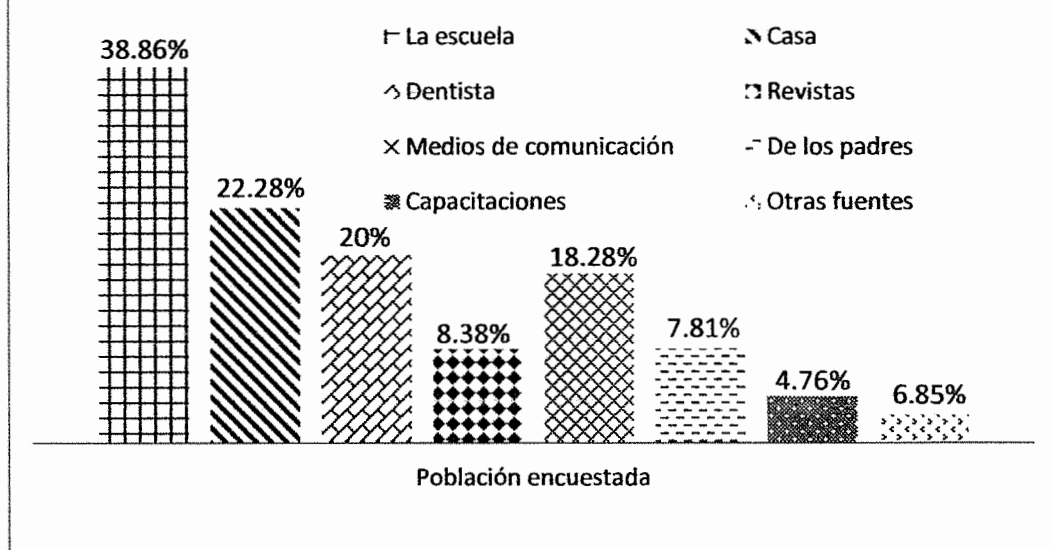 38.86%
22.28%
20%
8.38%
18.28%
7.81%
4.76%
6.85%
La escuela
Casa
Dentista
Revistas
Medios de comunicación
De los padres
Capacitaciones
Otras fuentes
Población encuestada